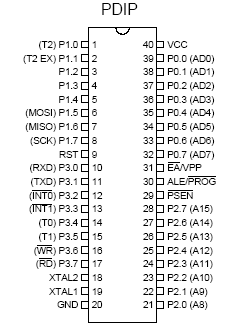 PDIP
(T2) P1.0 1 40 VCC
(T2 EX) P1.1 2 39 P0.0 (AD0)
P1.2 3 38 P0.1 (AD1)
P1.3 4 37 P0.2 (AD2)
P1.4 5 36 P0.3 (AD3)
(MOSI) P1.5 6 35 P0.4 (AD4)
(MISO) P1.6 7 34 P0.5 (AD5)
(SCK) P1.7 8 33 P0.6 (AD6)
RST 9 32 P0.7 (AD7)
(RXD) P3.0 10 31 E̅A̅/VPP
(TXD) P3.1 11 30 ALE/P̅R̅O̅G̅
(I̅N̅T̅0̅) P3.2 12 29 P̅S̅E̅N̅
(I̅N̅T̅1̅) P3.3 13 28 P2.7 (A15)
(T0) P3.4 14 27 P2.6 (A14)
(T1) P3.5 15 26 P2.5 (A13)
(W̅R̅) P3.6 16 25 P2.4 (A12)
(R̅D̅) P3.7 17 24 P2.3 (A11)
XTAL2 18 23 P2.2 (A10)
XTAL1 19 22 P2.1 (A9)
GND 20 21 P2.0 (A8)